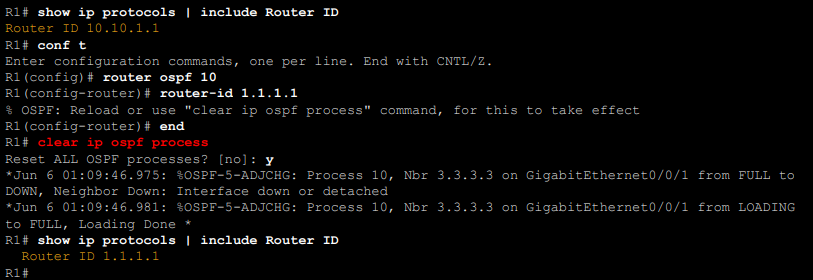 R1# show ip protocols | include Router ID
Router ID 10.10.1.1
R1# conf t
Enter configuration commands, one per line. End with CNTL/Z.
R1(config)# router ospf 10
R1(config-router)# router-id 1.1.1.1
% OSPF: Reload or use "clear ip ospf process" command, for this to take effect
R1(config-router)# end
R1# clear ip ospf process
Reset ALL OSPF processes? [no]: y
*Jun 6 01:09:46.975: %OSPF-5-ADJCHG: Process 10, Nbr 3.3.3.3 on GigabitEthernet0/0/1 from FULL to
DOWN, Neighbor Down: Interface down or detached
*Jun 6 01:09:46.981: %OSPF-5-ADJCHG: Process 10, Nbr 3.3.3.3 on GigabitEthernet0/0/1 from LOADING
to FULL, Loading Done *
R1# show ip protocols | include Router ID
  Router ID 1.1.1.1
R1#